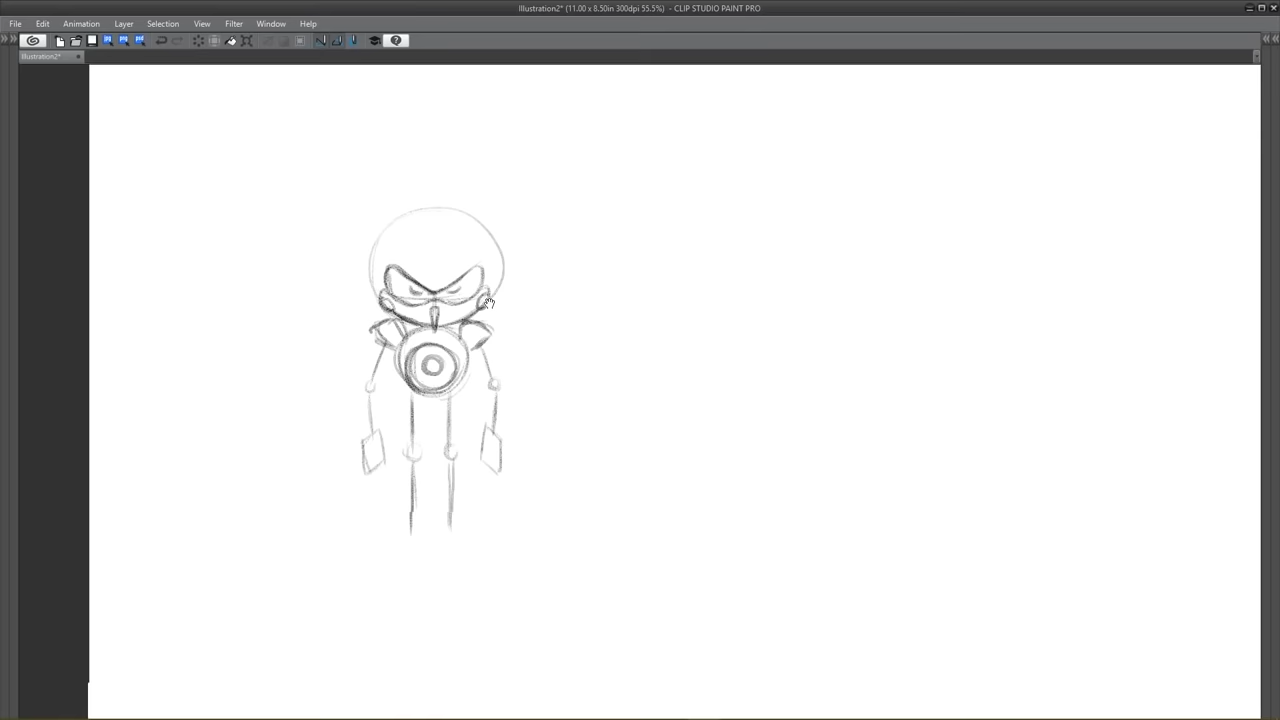 Illustration2* (11.00 x 8.50in 300dpi 55.5%) - CLIP STUDIO PAINT PRO
File Edit Animation Layer Selection View Filter Window Help
Illustration2*